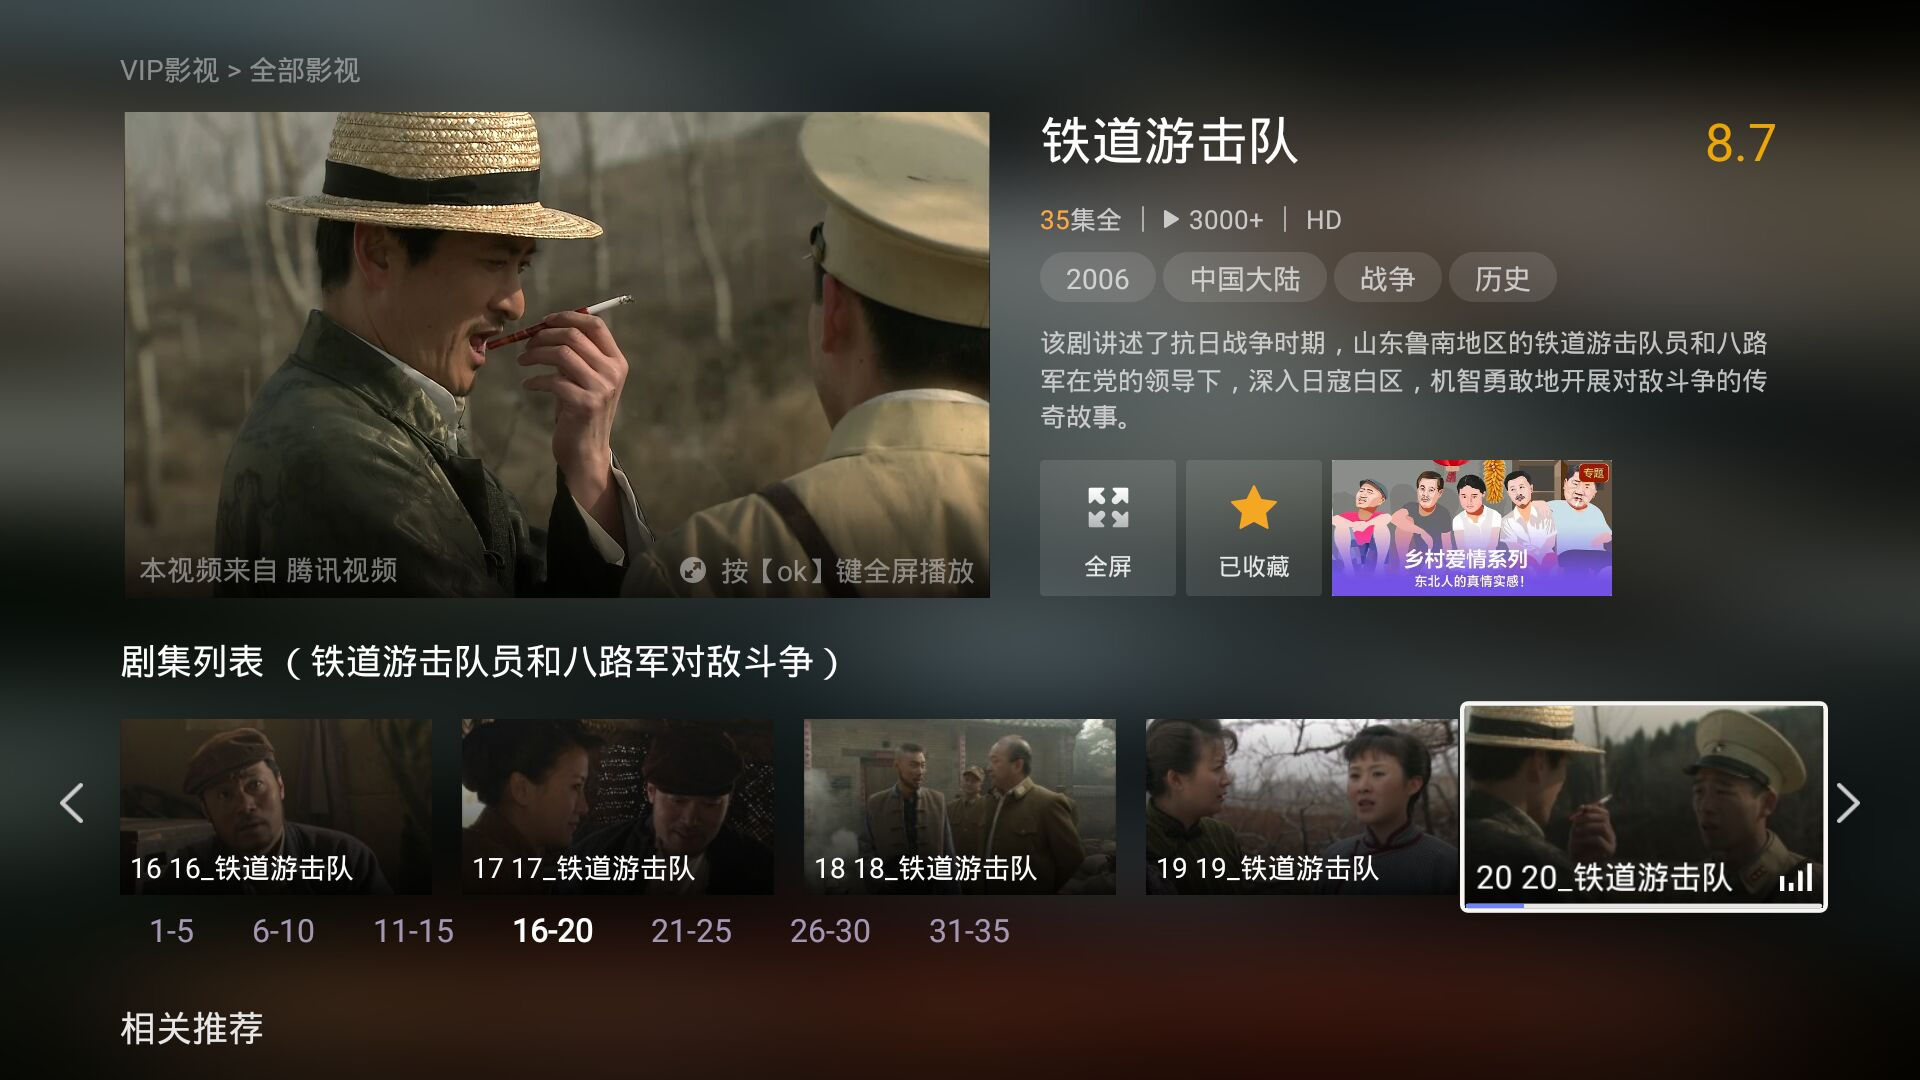 VIP影视 > 全部影视
铁道游击队
8.7
35集全 | 3000+ | HD
2006 中国大陆 战争 历史
该剧讲述了抗日战争时期，山东鲁南地区的铁道游击队员和八路
军在党的领导下，深入日寇白区，机智勇敢地开展对敌斗争的传
奇故事。
本视频来自 腾讯视频
按【ok】键全屏播放
全屏
已收藏
专题
乡村爱情系列
东北人的真情实感！
剧集列表 （铁道游击队员和八路军对敌斗争）
16 16_铁道游击队
17 17_铁道游击队
18 18_铁道游击队
19 19_铁道游击队
20 20_铁道游击队
1-5 6-10 11-15 16-20 21-25 26-30 31-35
相关推荐